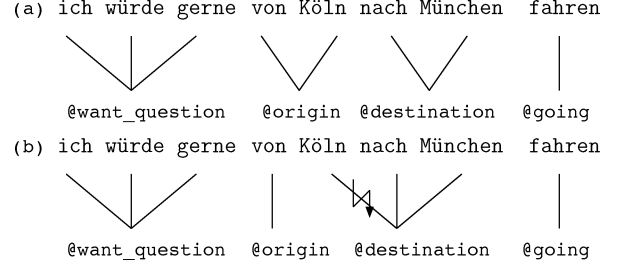 (a) ich würde gerne von Köln nach München fahren
@want_question @origin @destination @going
(b) ich würde gerne von Köln nach München fahren
@want_question @origin @destination @going